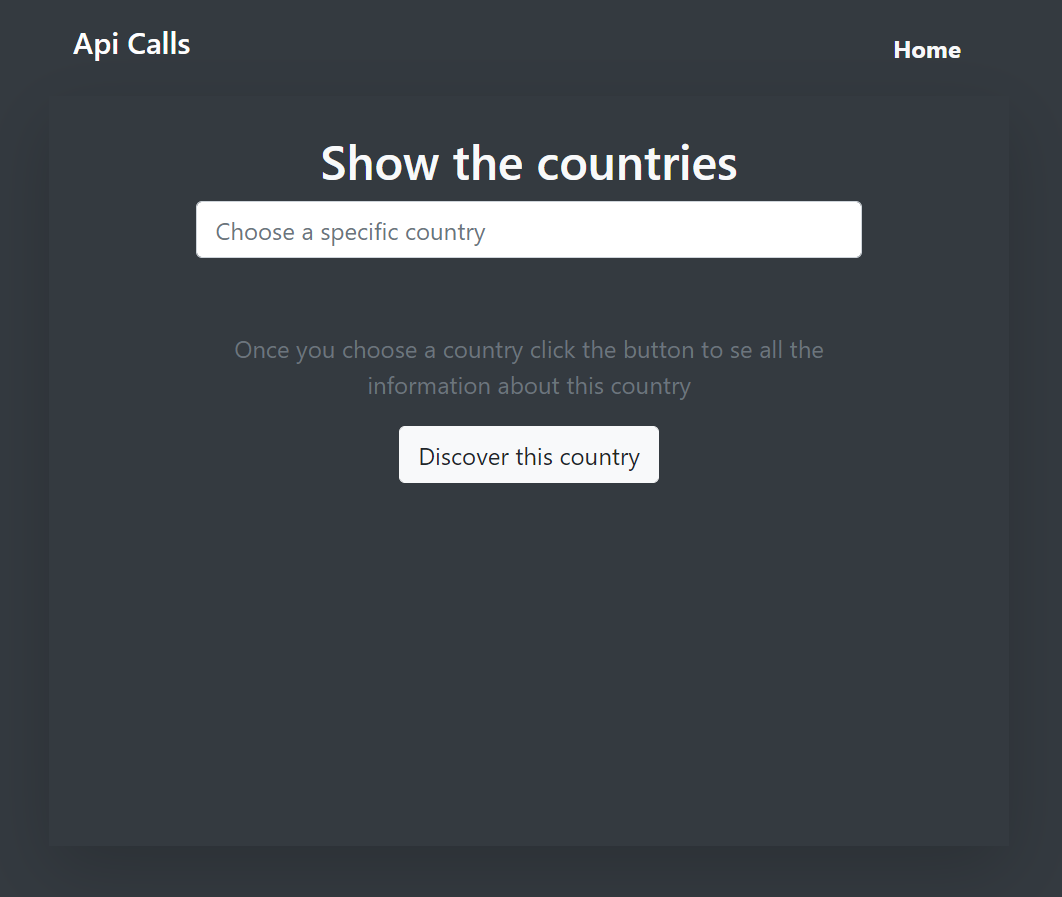 Api Calls
Home
Show the countries
Choose a specific country
Once you choose a country click the button to se all the
information about this country
Discover this country